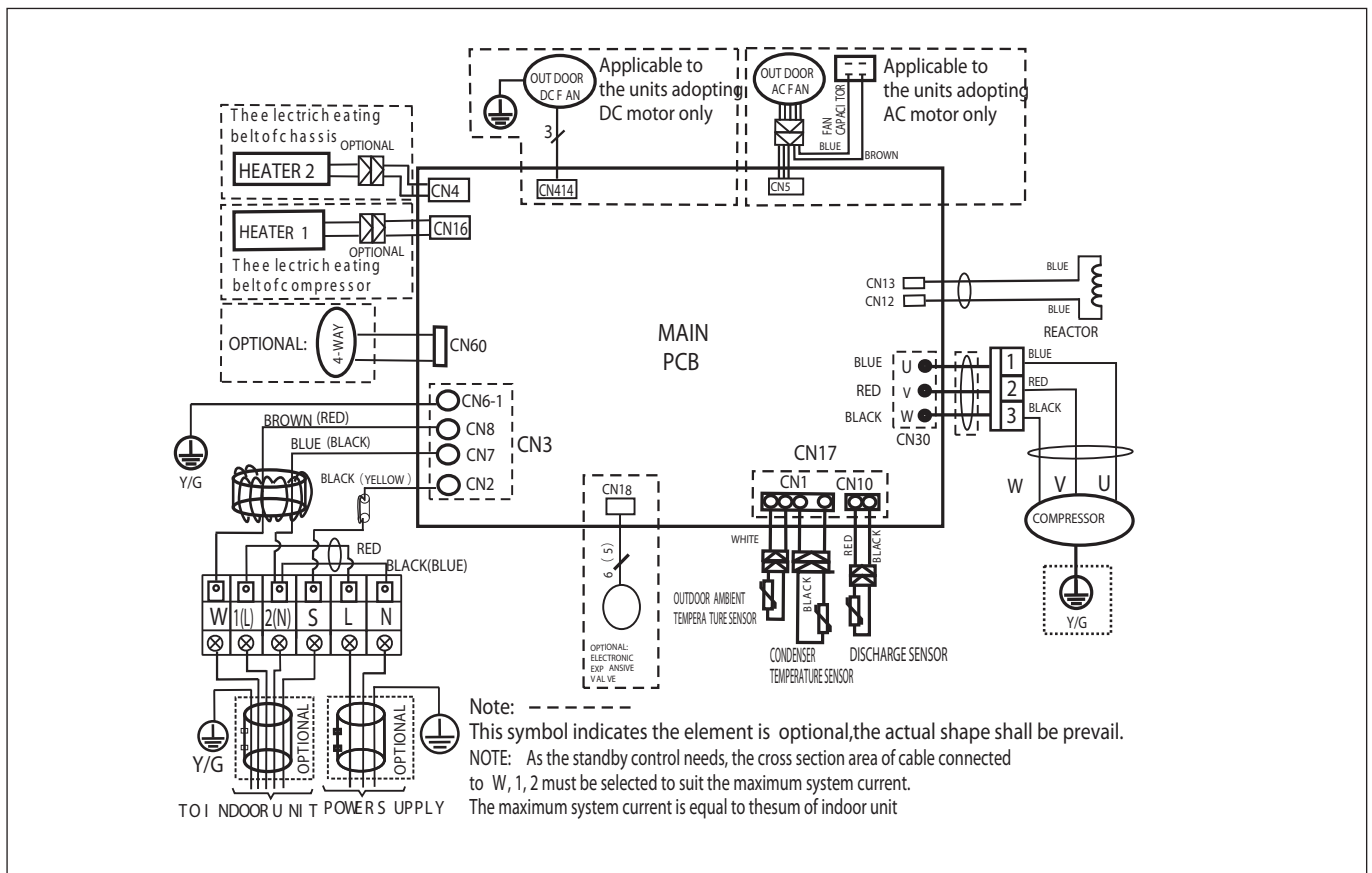 OUT DOOR
DC F AN
Applicable to
the units adopting
DC motor only
3
CN414
OUT DOOR
AC F AN
FAN
CAPACI TOR
BLUE
BROWN
Applicable to
the units adopting
AC motor only
CN5
Thee lectrich eating
beltof c hassis
OPTIONAL
HEATER 2
CN4
HEATER 1
CN16
OPTIONAL
Thee lectrich eating
beltof c ompressor
OPTIONAL:
4-WAY
CN60
MAIN
PCB
CN13
CN12
BLUE
BLUE
REACTOR
BLUE
RED
BLACK
U
V
W
CN30
1
2
3
BLUE
RED
BLACK
W
V
U
COMPRESSOR
Y/G
CN6-1
CN8
CN7
CN2
CN3
Y/G
BROWN (RED)
BLUE (BLACK)
BLACK (YELLOW)
RED
BLACK(BLUE)
W
1(L)
2(N)
S
L
N
Y/G
OPTIONAL
OPTIONAL
TO I NDOOR U NI T
POWER S UPPLY
CN18
6 (5)
OPTIONAL:
ELECTRONIC
EXP ANSIVE
VAL VE
CN17
CN1
CN10
WHITE
BLACK
RED
BLACK
OUTDOOR AMBIENT
TEMPERA TURE SENSOR
CONDENSER
TEMPERATURE SENSOR
DISCHARGE SENSOR
Note:
This symbol indicates the element is optional,the actual shape shall be prevail.
NOTE: As the standby control needs, the cross section area of cable connected
to W, 1, 2 must be selected to suit the maximum system current.
The maximum system current is equal to thesum of indoor unit